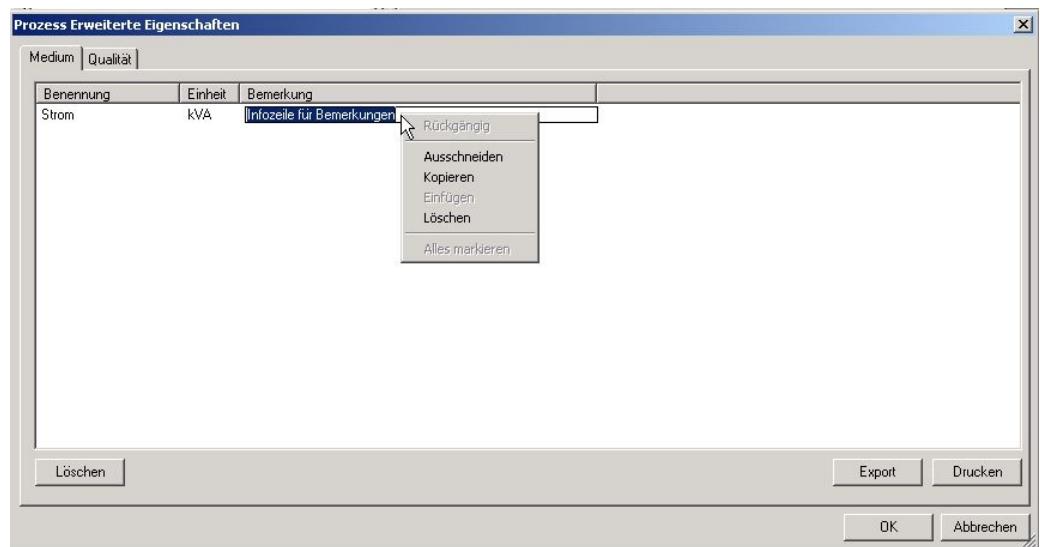 Prozess Erweiterte Eigenschaften
Medium Qualität
Benennung Einheit Bemerkung
Strom kVA Infozeile für Bemerkungen
Rückgängig
Ausschneiden
Kopieren
Einfügen
Löschen
Alles markieren
Löschen Export Drucken
OK Abbrechen